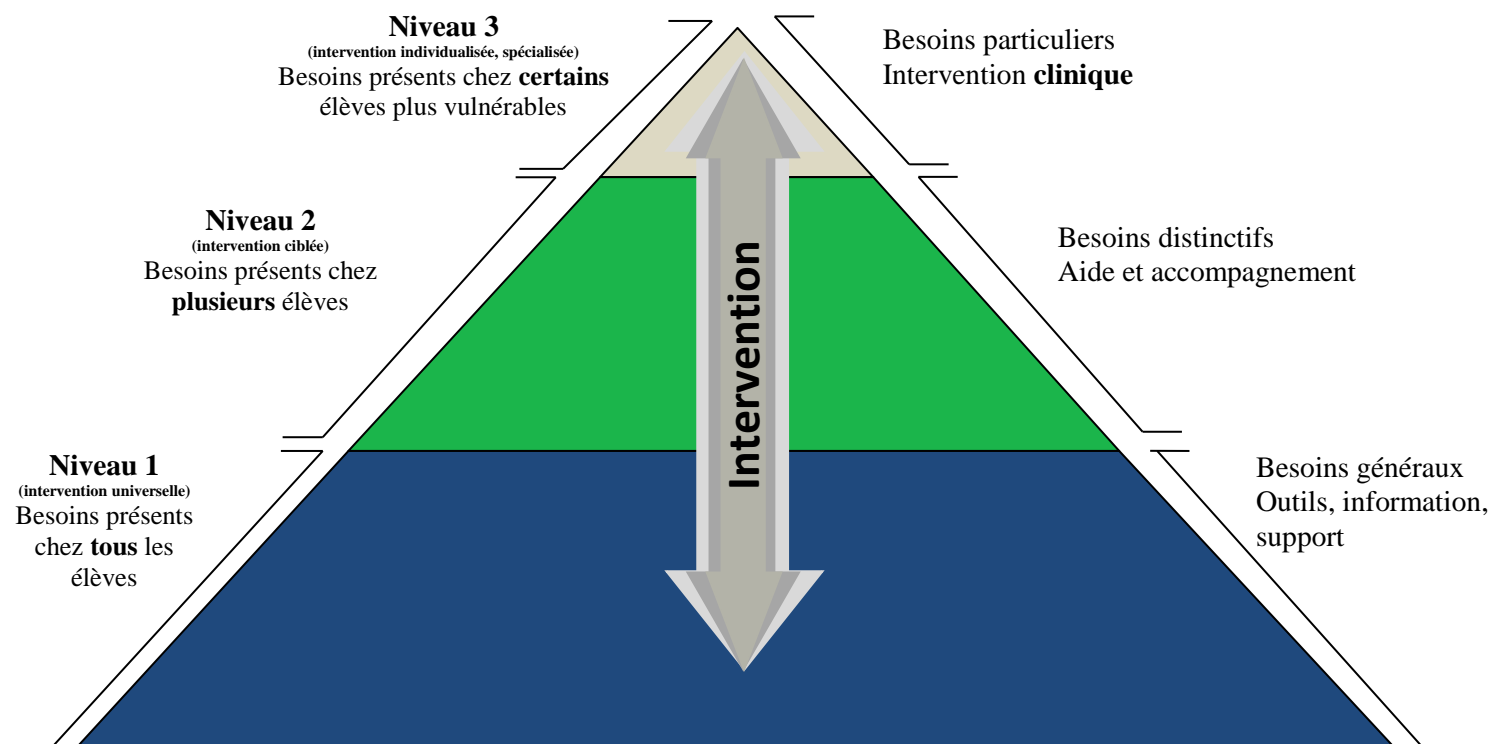 Niveau 3
(intervention individualisée, spécialisée)
Besoins présents chez certains
élèves plus vulnérables
Besoins particuliers
Intervention clinique
Niveau 2
(intervention ciblée)
Besoins présents chez
plusieurs élèves
Besoins distinctifs
Aide et accompagnement
Intervention
Niveau 1
(intervention universelle)
Besoins présents
chez tous les
élèves
Besoins généraux
Outils, information,
support